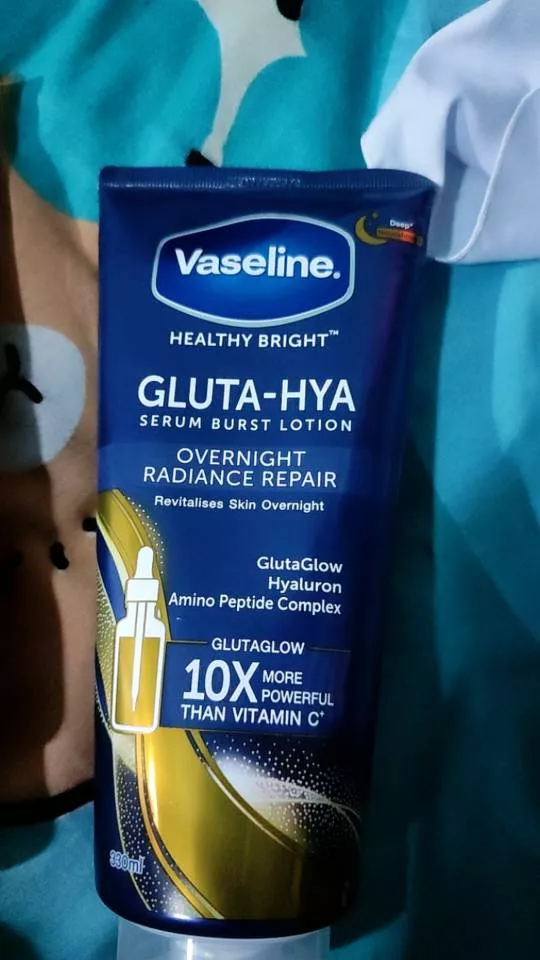 Vaseline.
Deep
HEALTHY BRIGHT™
GLUTA-HYA
SERUM BURST LOTION
OVERNIGHT
RADIANCE REPAIR
Revitalises Skin Overnight
GlutaGlow
Hyaluron
Amino Peptide Complex
GLUTAGLOW
10X MORE
POWERFUL
THAN VITAMIN C*
330ml